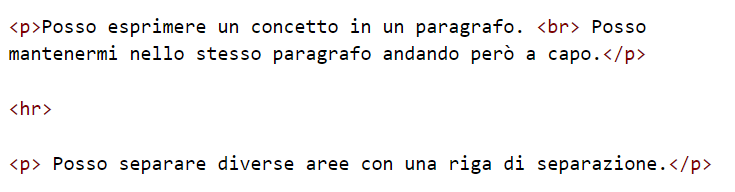 <p>Posso esprimere un concetto in un paragrafo. <br> Posso
mantenermi nello stesso paragrafo andando però a capo.</p>
<hr>
<p> Posso separare diverse aree con una riga di separazione.</p>